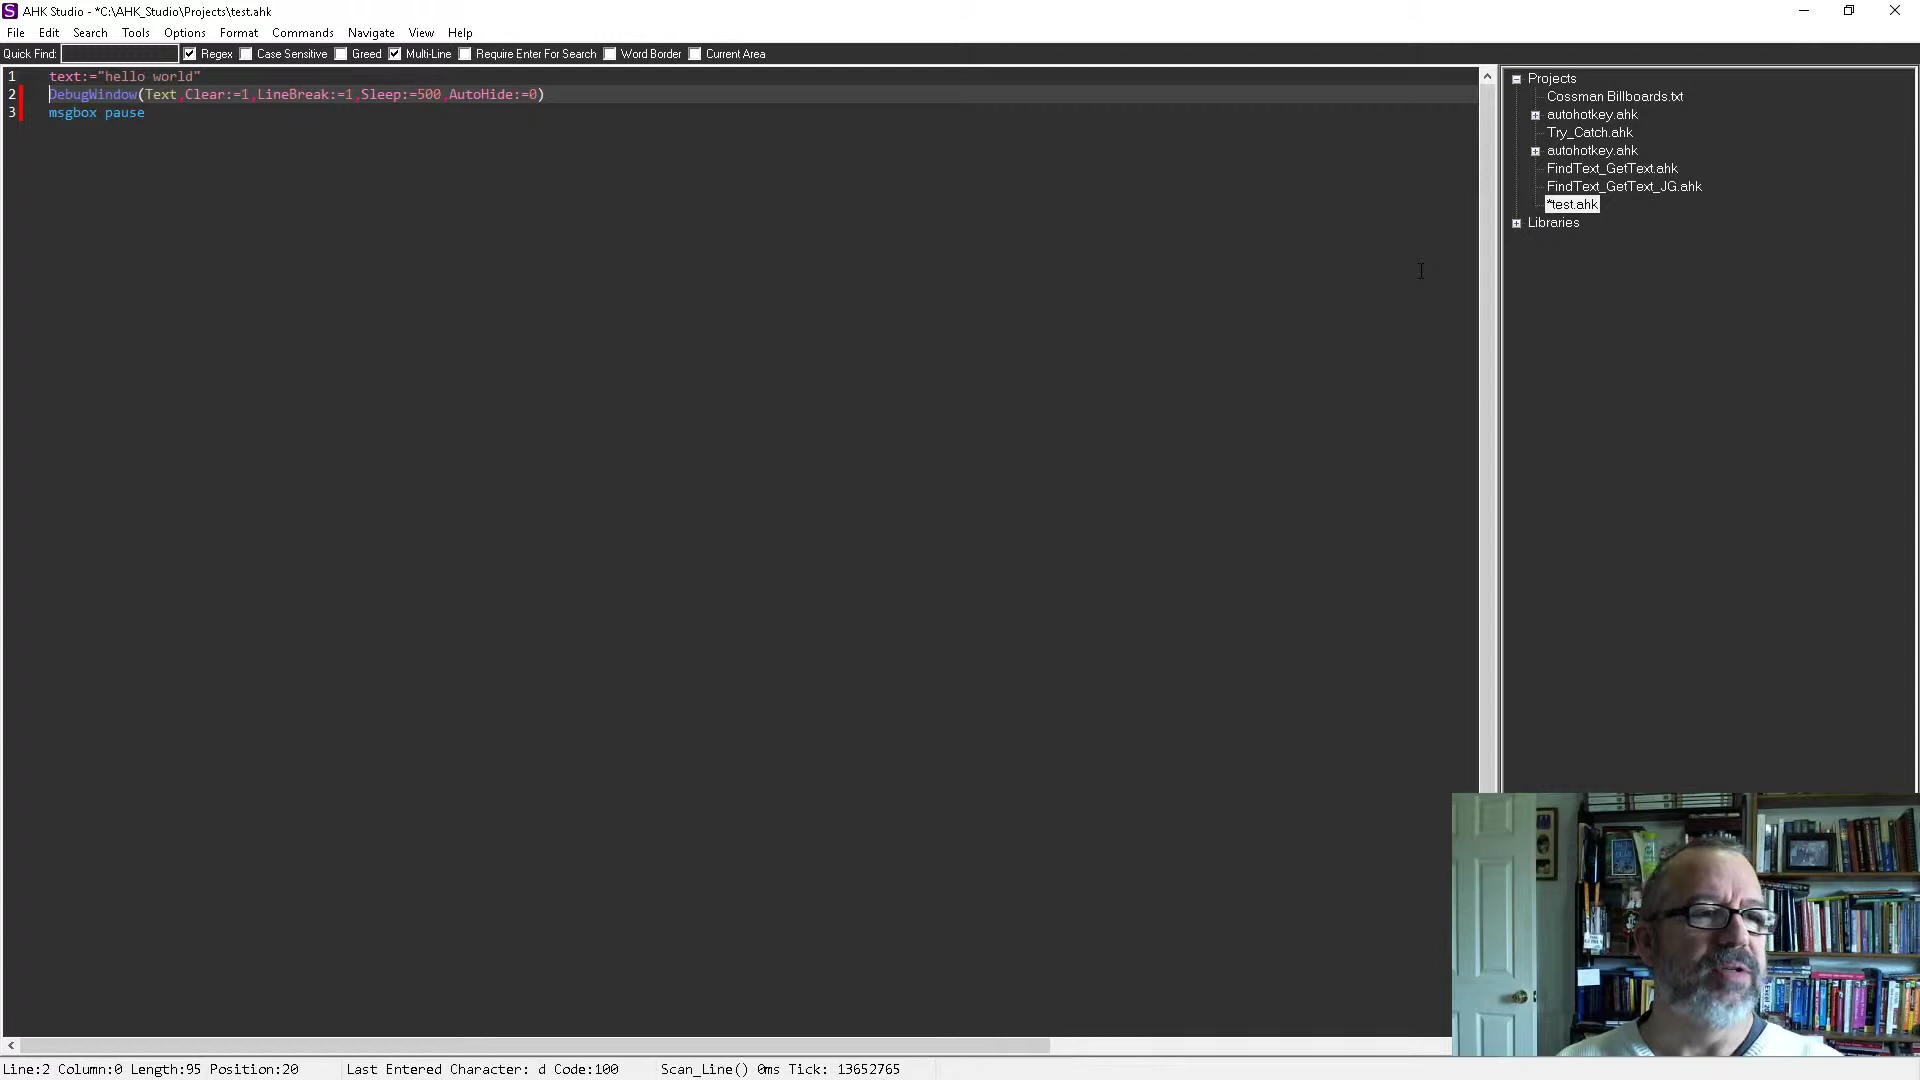 AHK Studio - *C:\AHK_Studio\Projects\test.ahk
File Edit Search Tools Options Format Commands Navigate View Help
Quick Find: Regex Case Sensitive Greed Multi-Line Require Enter For Search Word Border Current Area
1 text:="hello world"
2 DebugWindow(Text,Clear:=1,LineBreak:=1,Sleep:=500,AutoHide:=0)
3 msgbox pause
Projects
Cossman Billboards.txt
autohotkey.ahk
Try_Catch.ahk
autohotkey.ahk
FindText_GetText.ahk
FindText_GetText_JG.ahk
*test.ahk
Libraries
Line:2 Column:0 Length:95 Position:20 Last Entered Character: d Code:100 Scan_Line() 0ms Tick: 13652765